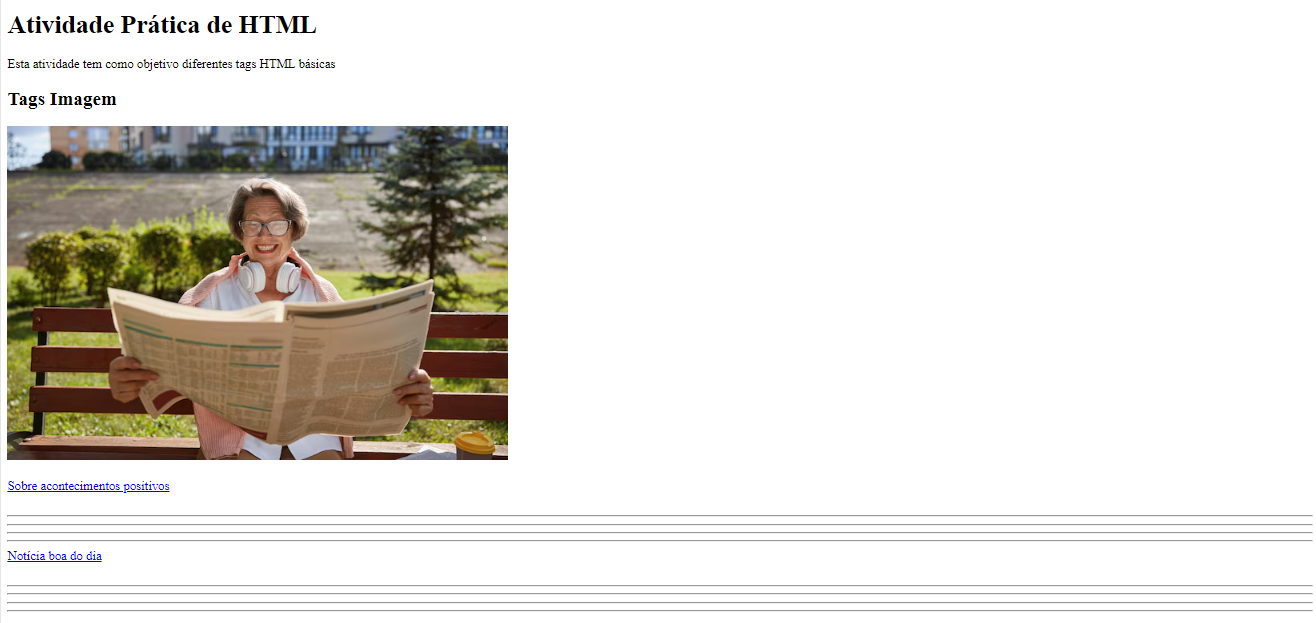 Atividade Prática de HTML
Esta atividade tem como objetivo diferentes tags HTML básicas
Tags Imagem
Sobre acontecimentos positivos
Notícia boa do dia